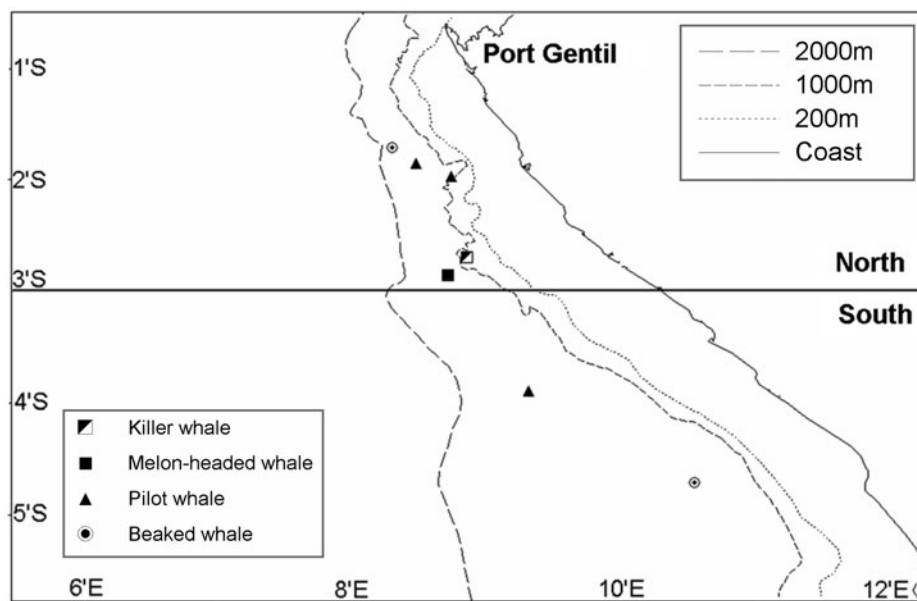 Port Gentil
2000m
1000m
200m
Coast
1'S
2'S
3'S
4'S
5'S
North
South
Killer whale
Melon-headed whale
Pilot whale
Beaked whale
6'E
8'E
10'E
12'E